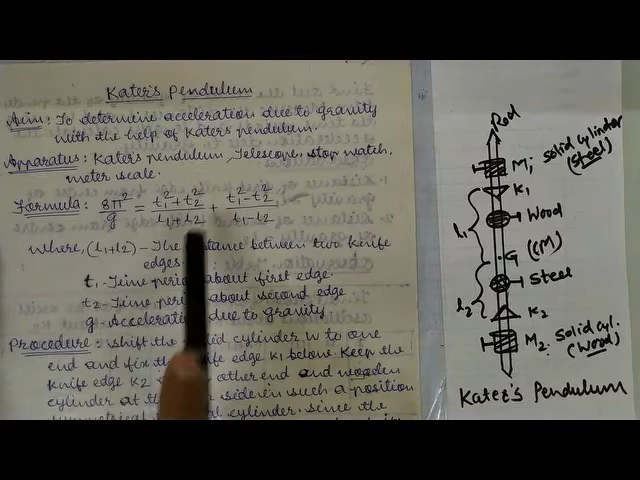 Kater's Pendulum
Aim: To determine acceleration due to gravity
with the help of Kater's pendulum.
Apparatus: Kater's pendulum, Telescope, stop watch,
meter scale.
Formula: 8π²/g = (t₁²+t₂²)/(l₁+l₂) + (t₁²-t₂²)/(l₁-l₂)
Where, (l₁+l₂) - The distance between two knife
edges.
t₁ - Time period about first edge.
t₂ - Time period about second edge
g - Acceleration due to gravity
Procedure: Shift the solid cylinder W to one
end and fix the knife edge K₁ below. Keep the
knife edge K₂ other end and wooden
cylinder at the side in such a position
cylinder, since the
Rod
M₁ solid cylinder
(Steel)
K₁
l₁
Wood
G (CM)
Steel
l₂
K₂
M₂ Solid cyl.
(Wood)
Kater's Pendulum